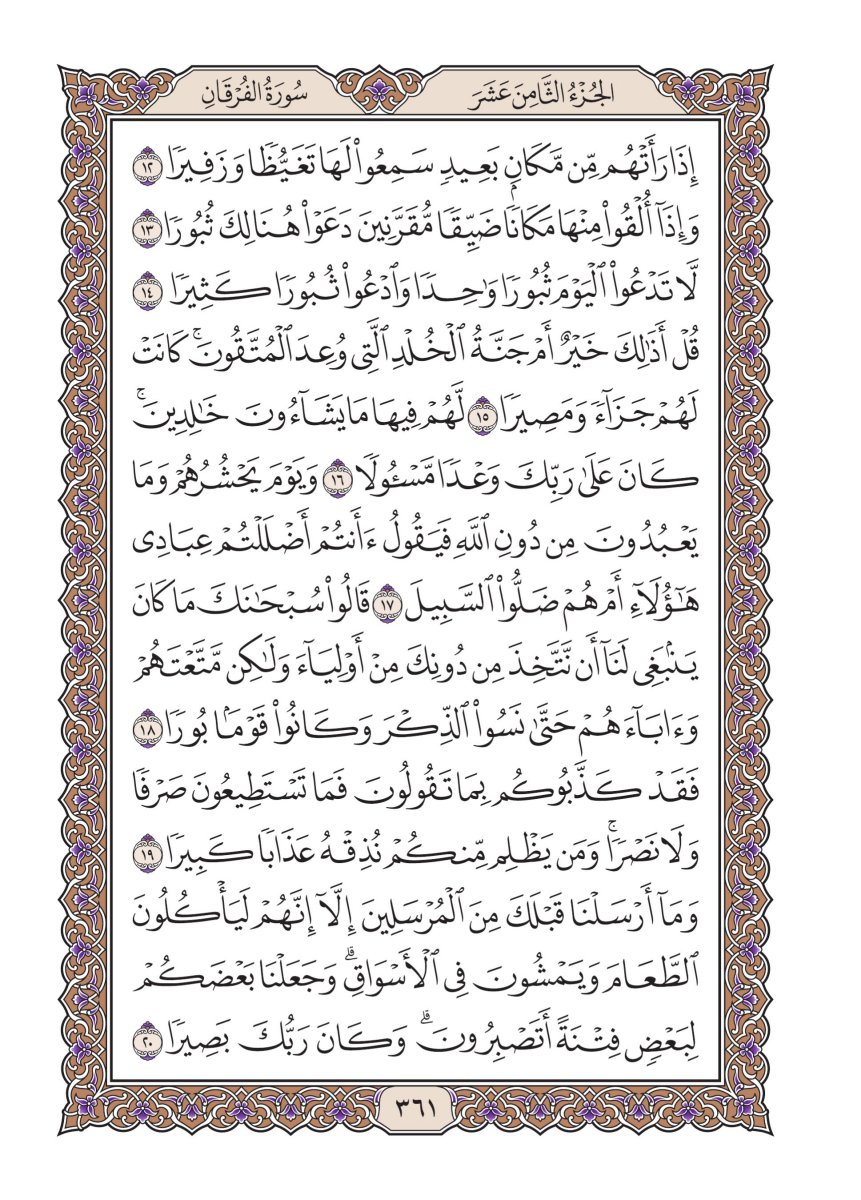 الجُزْءُ الثَّامِنَ عَشَرَ
سُورَةُ الفُرْقَانِ
إِذَا رَأَتْهُم مِّن مَّكَانِۭ بَعِيدٖ سَمِعُواْ لَهَا تَغَيُّظٗا وَزَفِيرٗا ١٢
وَإِذَآ أُلْقُواْ مِنْهَا مَكَانٗا ضَيِّقٗا مُّقَرَّنِينَ دَعَوْاْ هُنَالِكَ ثُبُورٗا ١٣
لَّا تَدْعُواْ ٱلْيَوْمَ ثُبُورٗا وَٰحِدٗا وَٱدْعُواْ ثُبُورٗا كَثِيرٗا ١٤
قُلْ أَذَٰلِكَ خَيْرٌ أَمْ جَنَّةُ ٱلْخُلْدِ ٱلَّتِى وُعِدَ ٱلْمُتَّقُونَۚ كَانَتْ
لَهُمْ جَزَآءٗ وَمَصِيرٗا ١٥ لَّهُمْ فِيهَا مَا يَشَآءُونَ خَٰلِدِينَۚ
كَانَ عَلَىٰ رَبِّكَ وَعْدٗا مَّسْـُٔولٗا ١٦ وَيَوْمَ يَحْشُرُهُمْ وَمَا
يَعْبُدُونَ مِن دُونِ ٱللَّهِ فَيَقُولُ ءَأَنتُمْ أَضْلَلْتُمْ عِبَادِى
هَٰٓؤُلَآءِ أَمْ هُمْ ضَلُّواْ ٱلسَّبِيلَ ١٧ قَالُواْ سُبْحَٰنَكَ مَا كَانَ
يَنۢبَغِى لَنَآ أَن نَّتَّخِذَ مِن دُونِكَ مِنْ أَوْلِيَآءَ وَلَٰكِن مَّتَّعْتَهُمْ
وَءَابَآءَهُمْ حَتَّىٰ نَسُواْ ٱلذِّكْرَ وَكَانُواْ قَوْمَۢا بُورٗا ١٨
فَقَدْ كَذَّبُوكُم بِمَا تَقُولُونَ فَمَا تَسْتَطِيعُونَ صَرْفٗا
وَلَا نَصْرٗاۚ وَمَن يَظْلِم مِّنكُمْ نُذِقْهُ عَذَابٗا كَبِيرٗا ١٩
وَمَآ أَرْسَلْنَا قَبْلَكَ مِنَ ٱلْمُرْسَلِينَ إِلَّآ إِنَّهُمْ لَيَأْكُلُونَ
ٱلطَّعَامَ وَيَمْشُونَ فِى ٱلْأَسْوَاقِۗ وَجَعَلْنَا بَعْضَكُمْ
لِبَعْضٖ فِتْنَةً أَتَصْبِرُونَۗ وَكَانَ رَبُّكَ بَصِيرٗا ٢٠
٣٦١